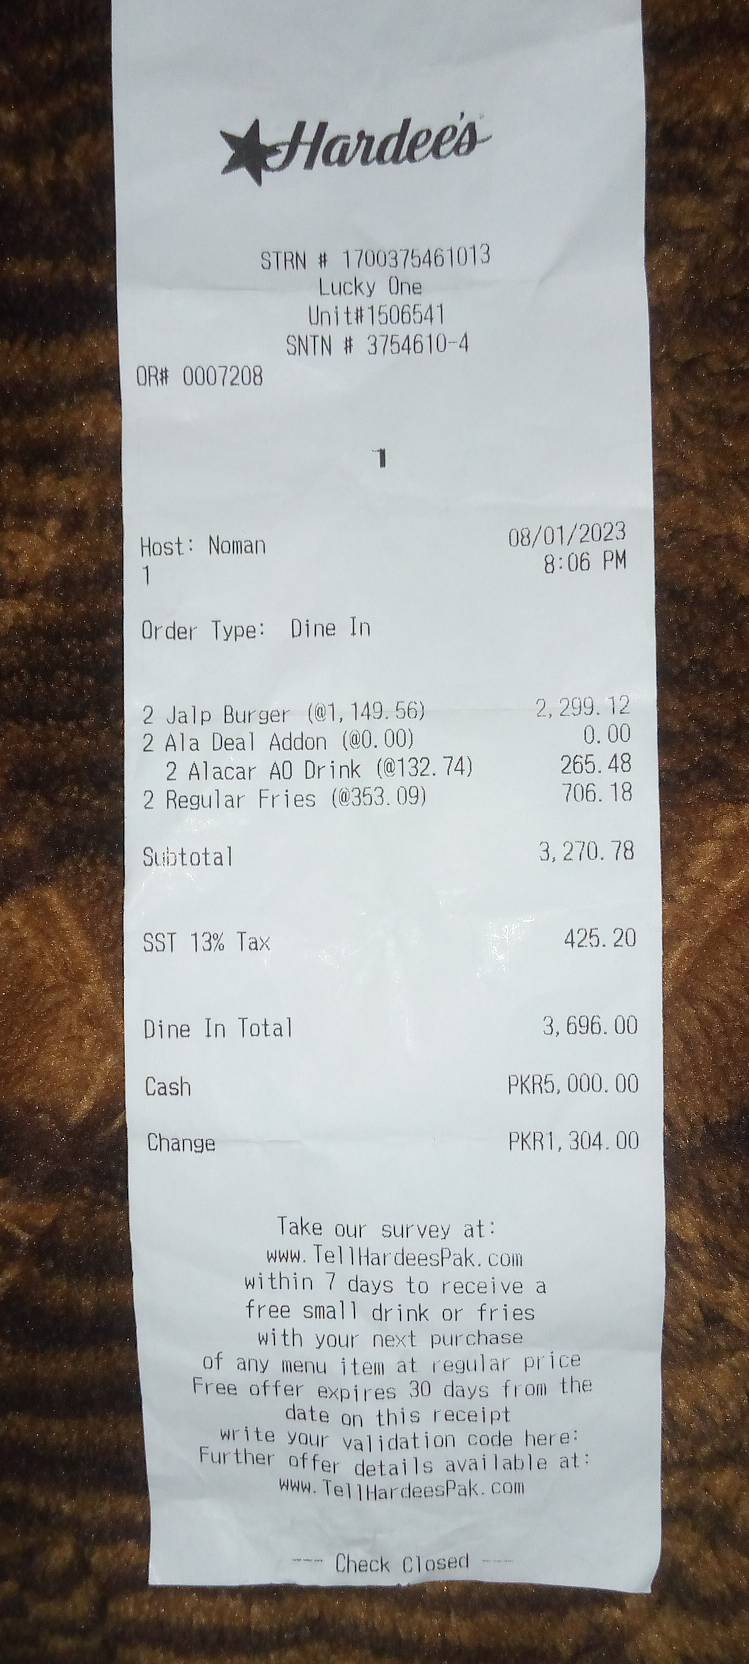 Hardee's
STRN # 1700375461013
Lucky One
Unit#1506541
SNTN # 3754610-4
OR# 0007208
1
Host: Noman 08/01/2023
1 8:06 PM
Order Type: Dine In
2 Jalp Burger (@1,149.56) 2,299.12
2 Ala Deal Addon (@0.00) 0.00
2 Alacar AO Drink (@132.74) 265.48
2 Regular Fries (@353.09) 706.18
Subtotal 3,270.78
SST 13% Tax 425.20
Dine In Total 3,696.00
Cash PKR5,000.00
Change PKR1,304.00
Take our survey at:
www.TellHardeesPak.com
within 7 days to receive a
free small drink or fries
with your next purchase
of any menu item at regular price
Free offer expires 30 days from the
date on this receipt
write your validation code here:
Further offer details available at:
www.TellHardeesPak.com
--- Check Closed ---